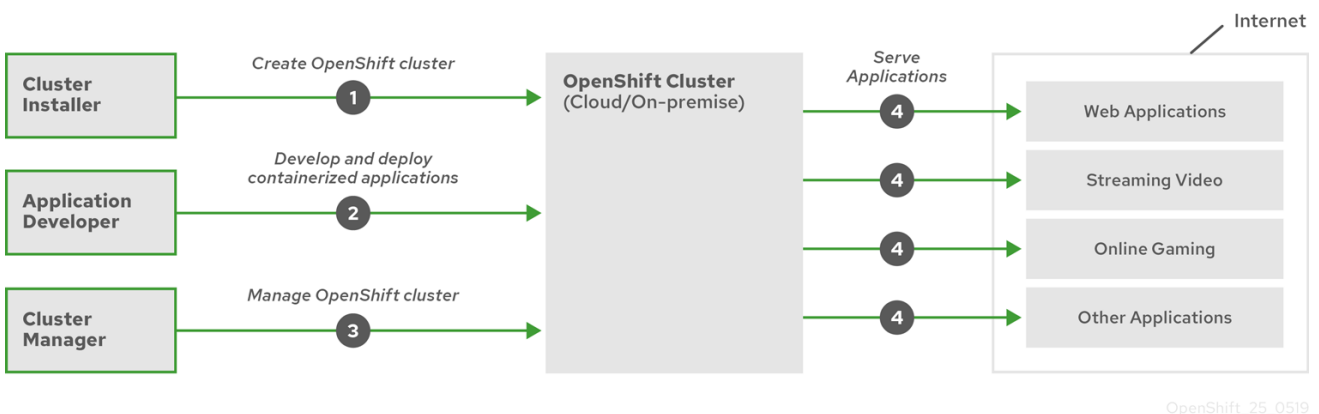 Internet
Cluster
Installer
Create OpenShift cluster
1
Application
Developer
Develop and deploy
containerized applications
2
Cluster
Manager
Manage OpenShift cluster
3
OpenShift Cluster
(Cloud/On-premise)
Serve
Applications
4
Web Applications
4
Streaming Video
4
Online Gaming
4
Other Applications
OpenShift_25_0519